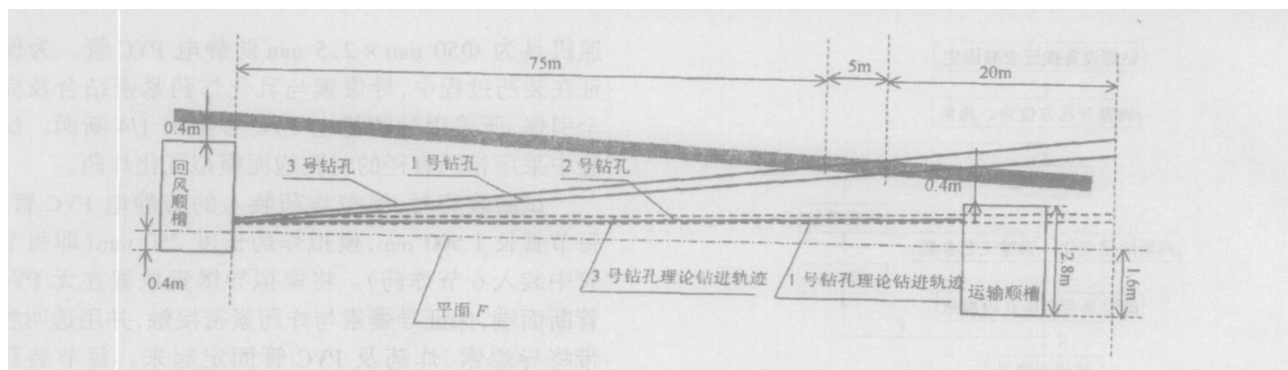 75m
5m
20m
0.4m
回风顺槽
3 号钻孔
1 号钻孔
2 号钻孔
0.4m
3 号钻孔理论钻进轨迹
1 号钻孔理论钻进轨迹
运输顺槽
2.8m
1.6m
0.4m
平面 F